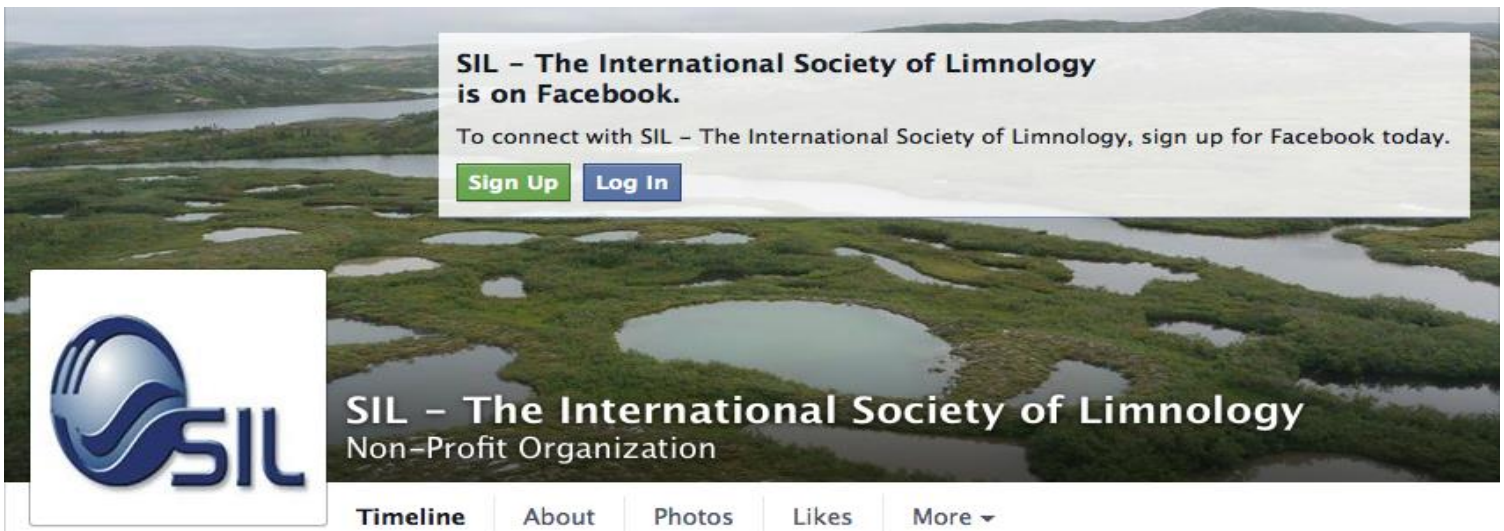 SIL – The International Society of Limnology
is on Facebook.
To connect with SIL – The International Society of Limnology, sign up for Facebook today.
Sign Up
Log In
SIL
SIL – The International Society of Limnology
Non-Profit Organization
Timeline
About
Photos
Likes
More